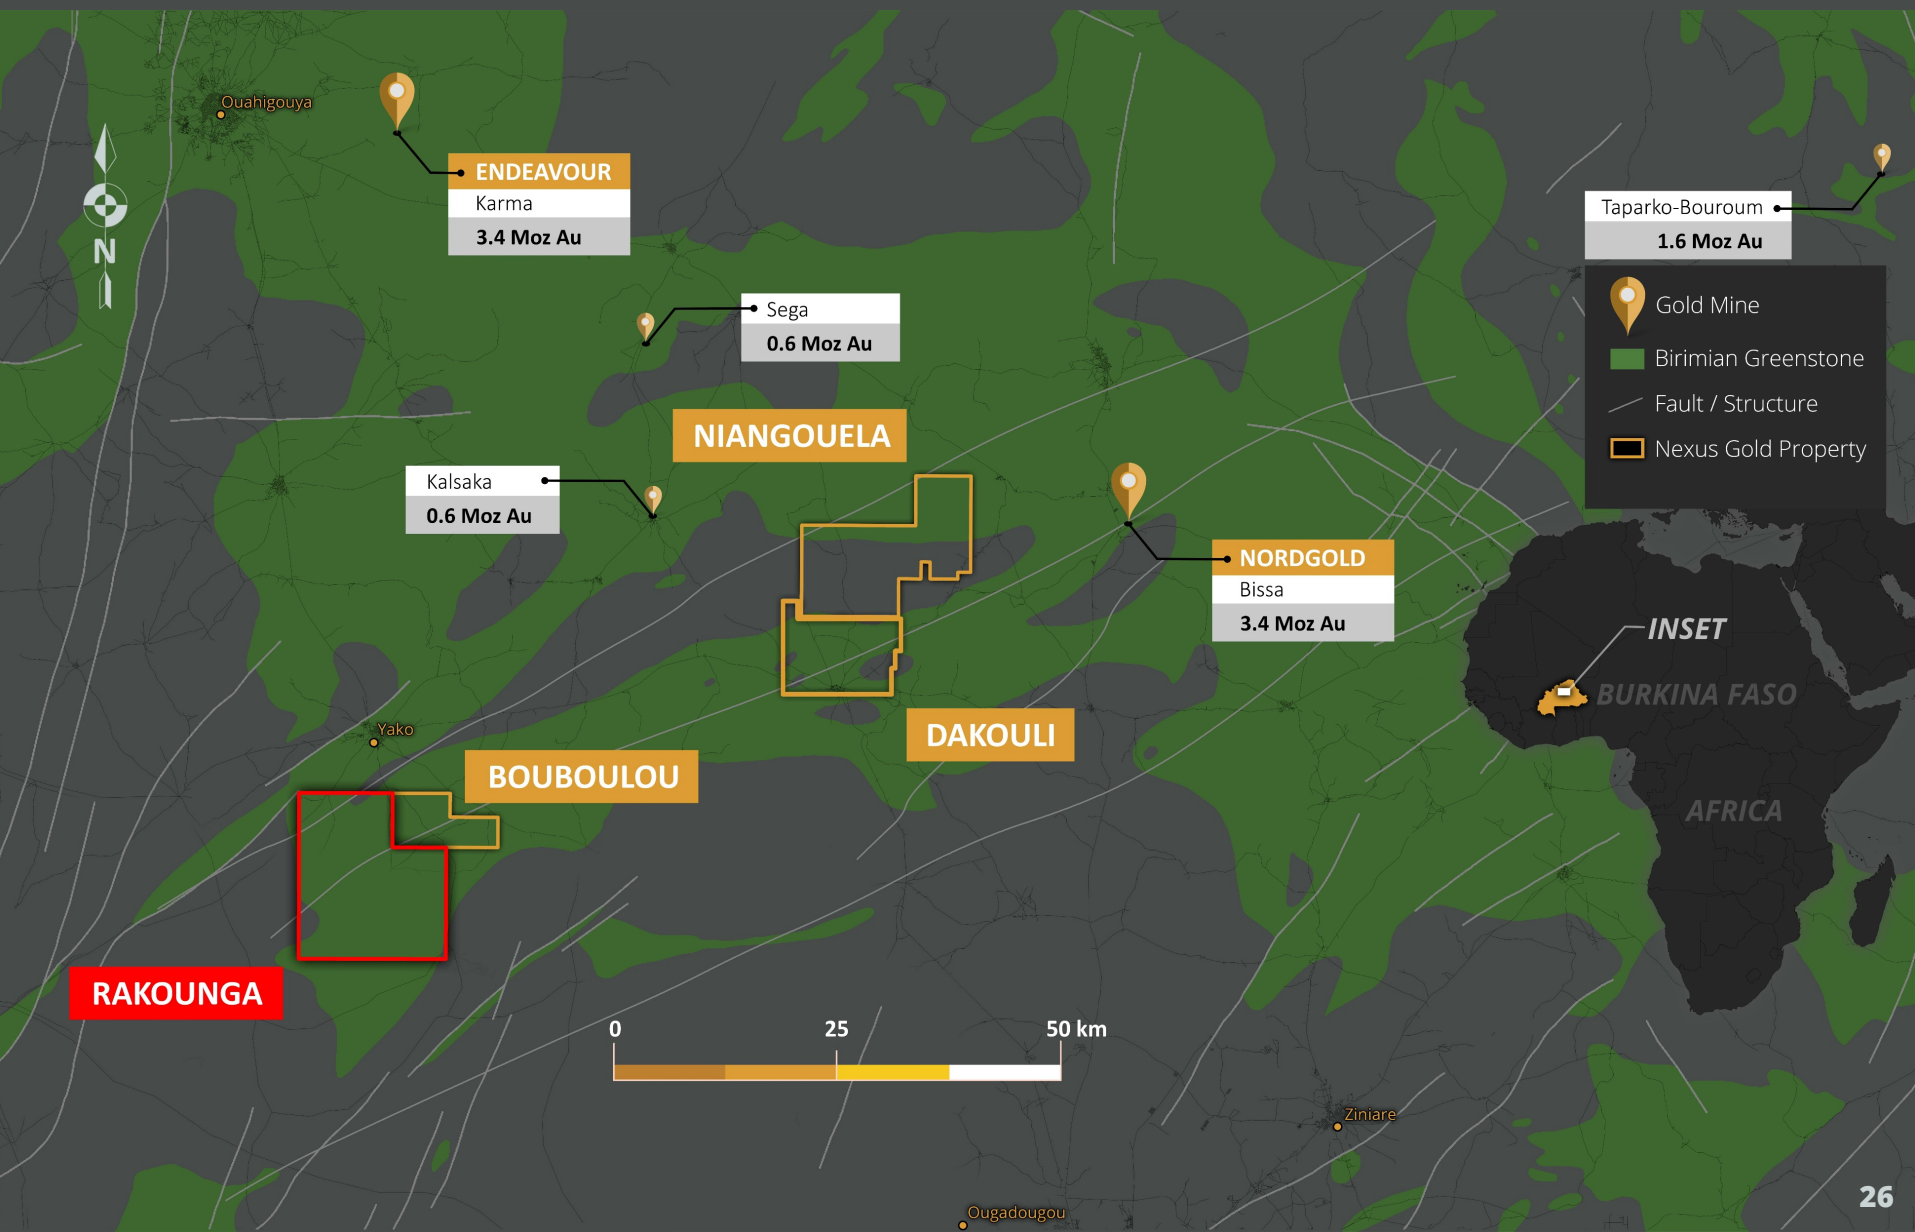 Ouahigouya
ENDEAVOUR
Karma
3.4 Moz Au
N
Taparko-Bouroum
1.6 Moz Au
Gold Mine
Birimian Greenstone
Fault / Structure
Nexus Gold Property
Sega
0.6 Moz Au
NIANGOUELA
Kalsaka
0.6 Moz Au
NORDGOLD
Bissa
3.4 Moz Au
INSET
BURKINA FASO
AFRICA
Yako
DAKOULI
BOUBOULOU
RAKOUNGA
0 25 50 km
Ziniare
Ougadougou
26